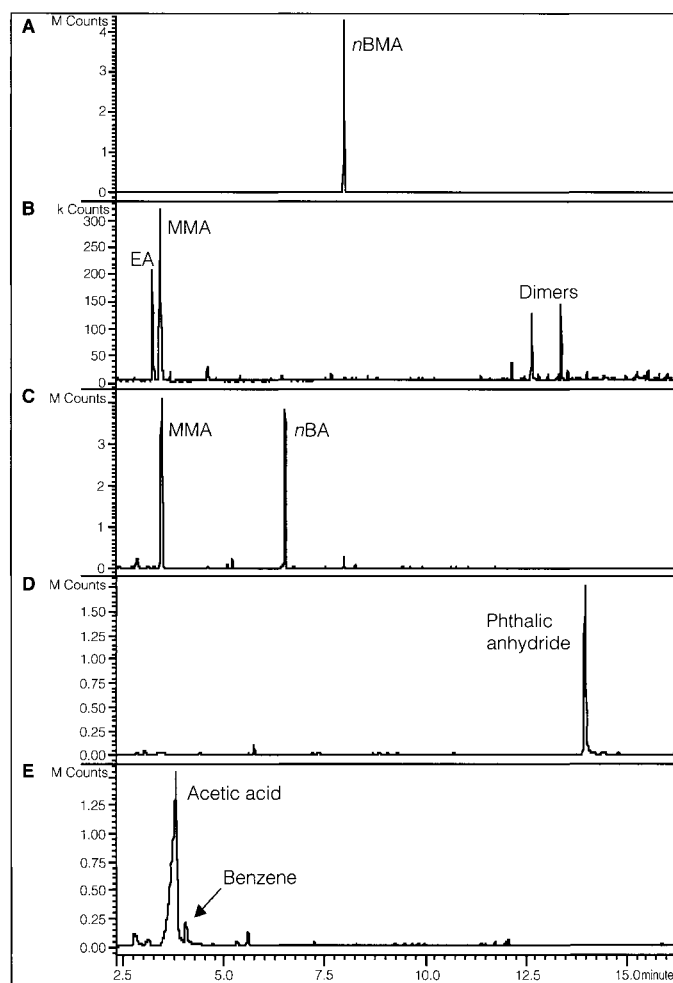 A
M Counts
4
3
2
1
0
nBMA
B
k Counts
300
250
200
150
100
50
0
EA
MMA
Dimers
C
M Counts
3
2
1
0
MMA
nBA
D
M Counts
1.50
1.25
1.00
0.75
0.50
0.25
0.00
Phthalic
anhydride
E
M Counts
1.25
1.00
0.75
0.50
0.25
0.00
Acetic acid
Benzene
2.5 5.0 7.5 10.0 12.5 15.0 minute